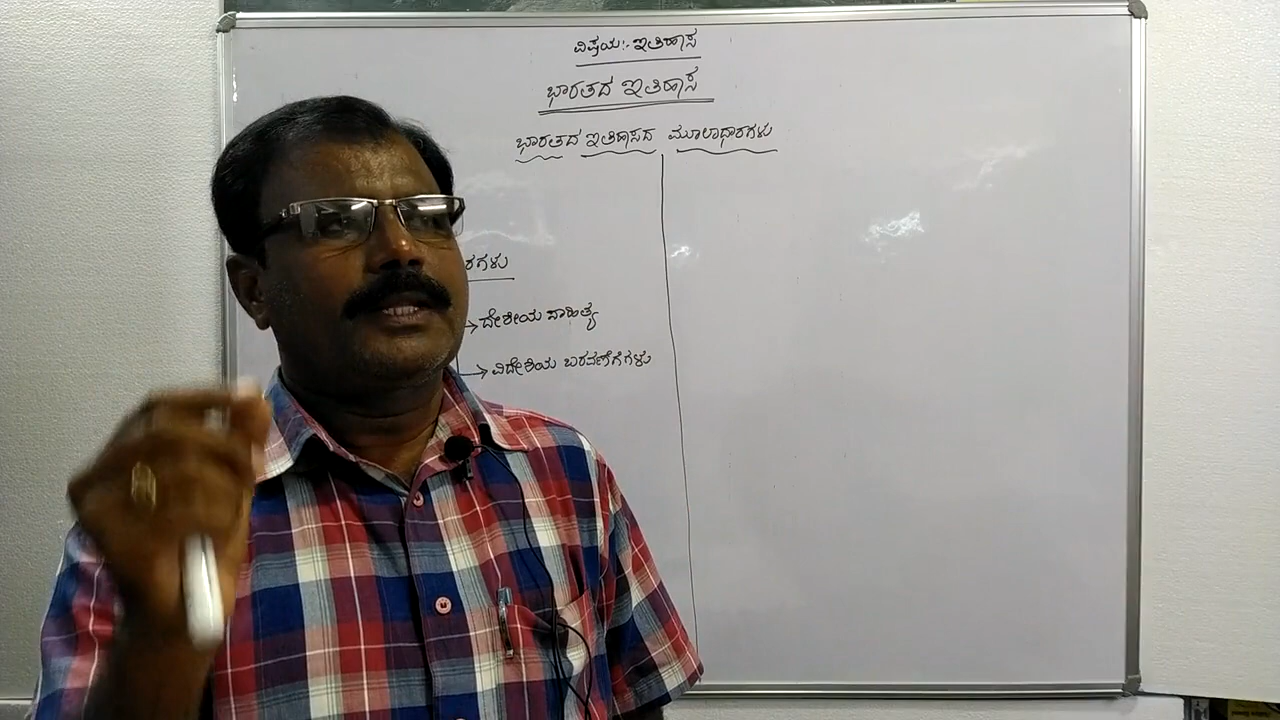 ವಿಷಯ:- ಇತಿಹಾಸ
ಭಾರತದ ಇತಿಹಾಸ
ಭಾರತದ ಇತಿಹಾಸದ ಮೂಲಾಧಾರಗಳು
ರಗಳು
ದೇಶೀಯ ಸಾಹಿತ್ಯ
ವಿದೇಶಿಯ ಬರವಣಿಗೆಗಳು